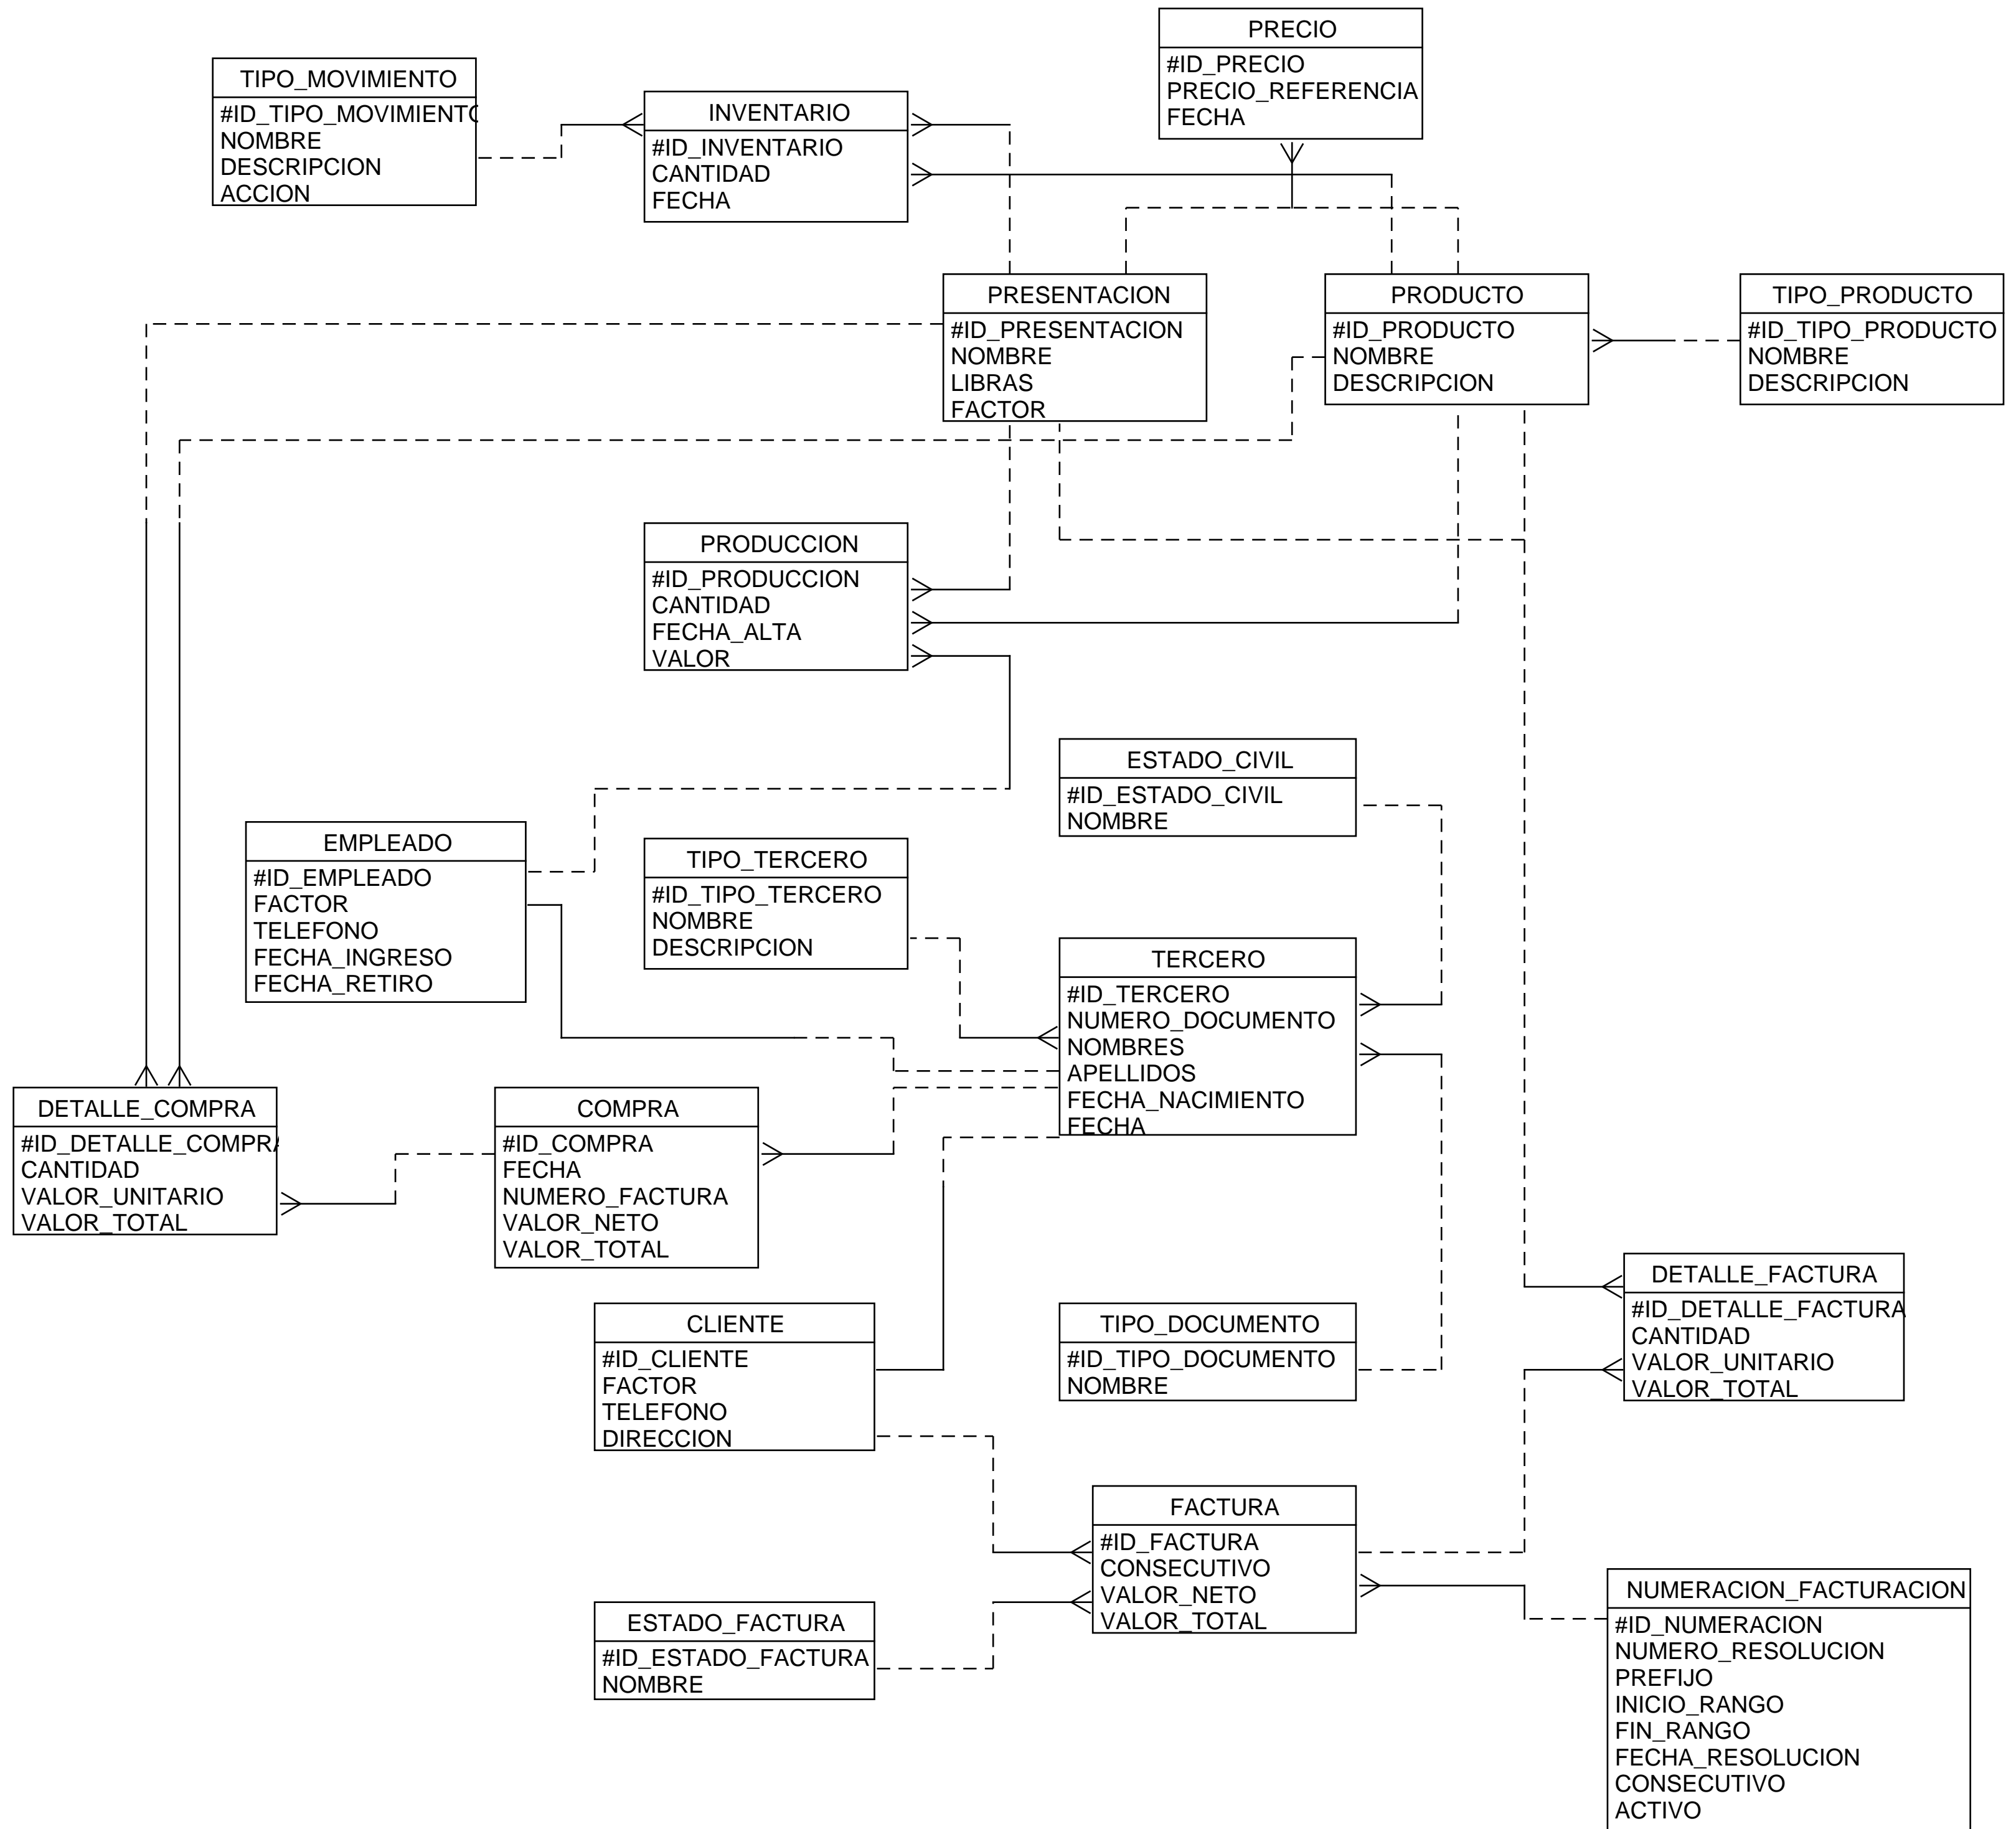 PRECIO
#ID_PRECIO
PRECIO_REFERENCIA
FECHA
TIPO_MOVIMIENTO
#ID_TIPO_MOVIMIENTO
NOMBRE
DESCRIPCION
ACCION
INVENTARIO
#ID_INVENTARIO
CANTIDAD
FECHA
PRESENTACION
#ID_PRESENTACION
NOMBRE
LIBRAS
FACTOR
PRODUCTO
#ID_PRODUCTO
NOMBRE
DESCRIPCION
TIPO_PRODUCTO
#ID_TIPO_PRODUCTO
NOMBRE
DESCRIPCION
PRODUCCION
#ID_PRODUCCION
CANTIDAD
FECHA_ALTA
VALOR
ESTADO_CIVIL
#ID_ESTADO_CIVIL
NOMBRE
EMPLEADO
#ID_EMPLEADO
FACTOR
TELEFONO
FECHA_INGRESO
FECHA_RETIRO
TIPO_TERCERO
#ID_TIPO_TERCERO
NOMBRE
DESCRIPCION
TERCERO
#ID_TERCERO
NUMERO_DOCUMENTO
NOMBRES
APELLIDOS
FECHA_NACIMIENTO
FECHA
DETALLE_COMPRA
#ID_DETALLE_COMPRA
CANTIDAD
VALOR_UNITARIO
VALOR_TOTAL
COMPRA
#ID_COMPRA
FECHA
NUMERO_FACTURA
VALOR_NETO
VALOR_TOTAL
DETALLE_FACTURA
#ID_DETALLE_FACTURA
CANTIDAD
VALOR_UNITARIO
VALOR_TOTAL
CLIENTE
#ID_CLIENTE
FACTOR
TELEFONO
DIRECCION
TIPO_DOCUMENTO
#ID_TIPO_DOCUMENTO
NOMBRE
FACTURA
#ID_FACTURA
CONSECUTIVO
VALOR_NETO
VALOR_TOTAL
ESTADO_FACTURA
#ID_ESTADO_FACTURA
NOMBRE
NUMERACION_FACTURACION
#ID_NUMERACION
NUMERO_RESOLUCION
PREFIJO
INICIO_RANGO
FIN_RANGO
FECHA_RESOLUCION
CONSECUTIVO
ACTIVO